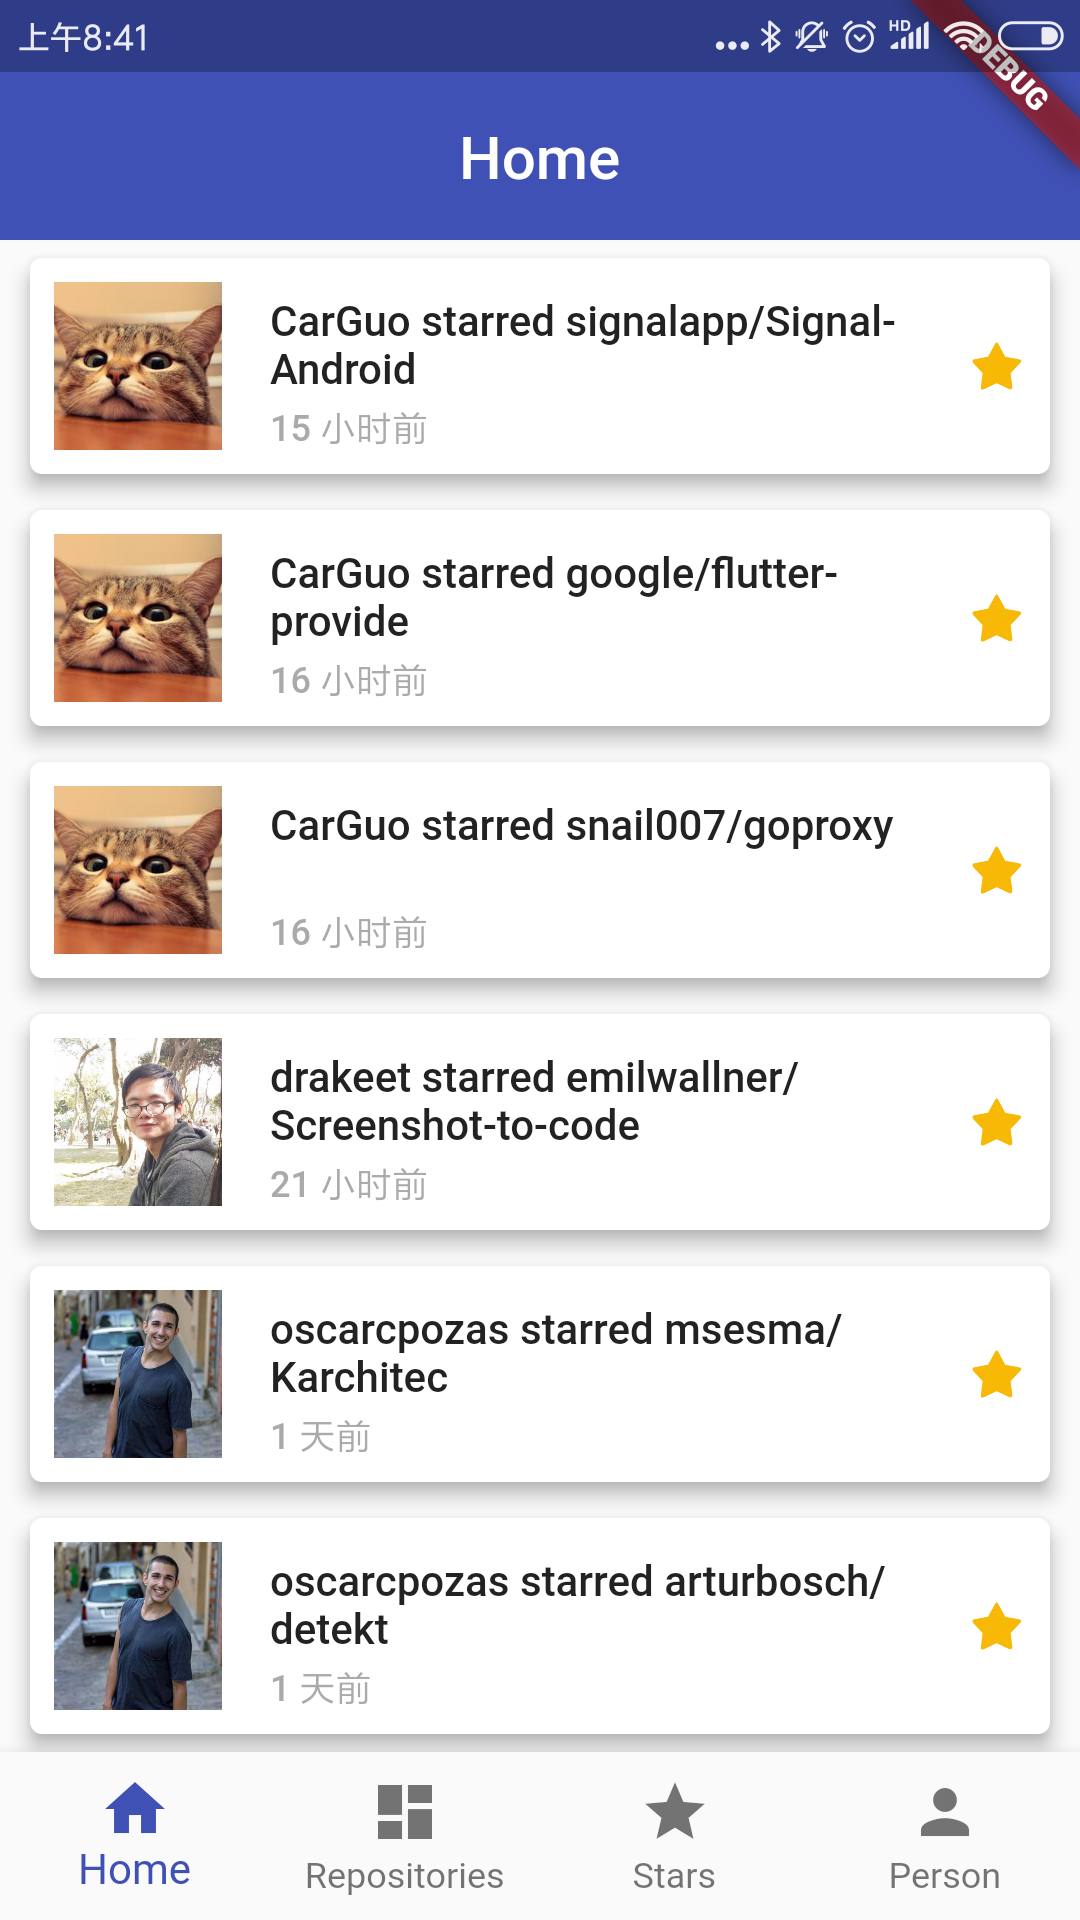 上午8:41
HD
DEBUG
Home
CarGuo starred signalapp/Signal-
Android
15 小时前
CarGuo starred google/flutter-
provide
16 小时前
CarGuo starred snail007/goproxy
16 小时前
drakeet starred emilwallner/
Screenshot-to-code
21 小时前
oscarcpozas starred msesma/
Karchitec
1 天前
oscarcpozas starred arturbosch/
detekt
1 天前
Home
Repositories
Stars
Person